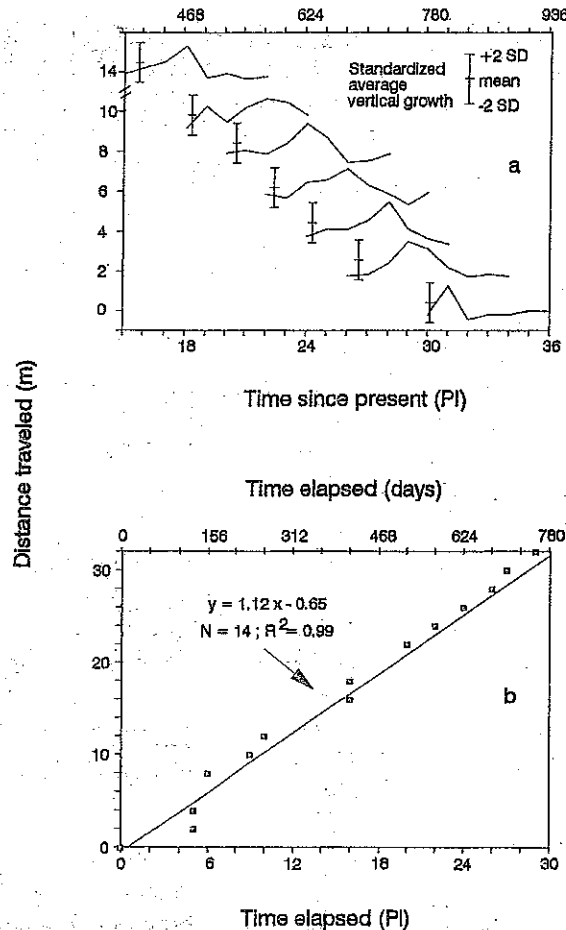 468 624 780. 936
Standardized
average
vertical growth
+2 SD
mean
-2 SD
14
10
8
6
4
2
0
a
18 24 30 36
Time since present (PI)
Distance traveled (m)
Time elapsed (days)
0 156 312 468 624 780
y = 1,12 x - 0.65
N = 14 ; R2 = 0.99
b
30
20
10
0
0 6 12 18 24 30
Time elapsed (PI)